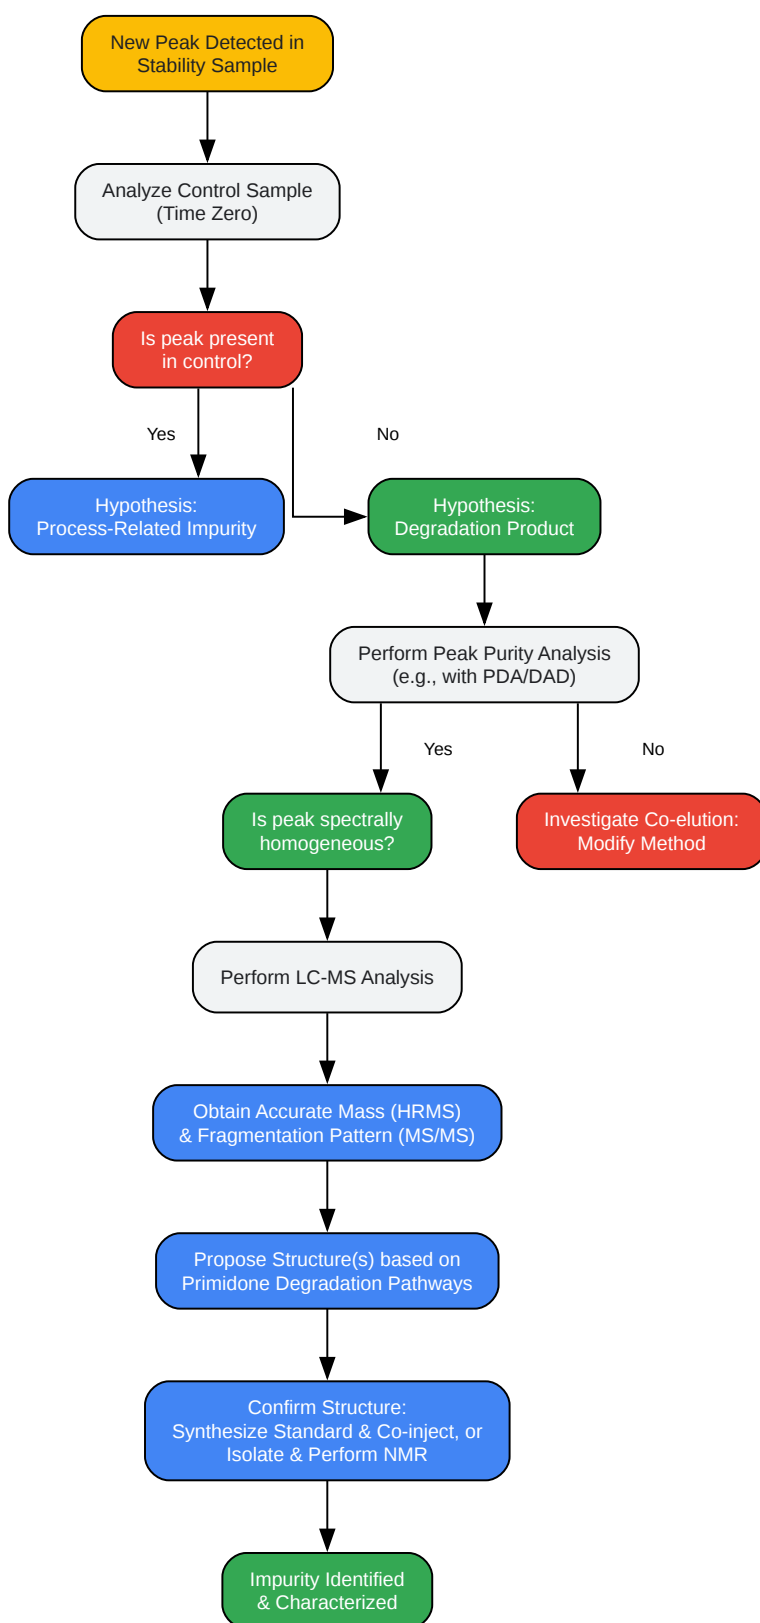 New Peak Detected in
Stability Sample
Analyze Control Sample
(Time Zero)
Is peak present
in control?
Yes
No
Hypothesis:
Process-Related Impurity
Hypothesis:
Degradation Product
Perform Peak Purity Analysis
(e.g., with PDA/DAD)
Yes
No
Is peak spectrally
homogeneous?
Investigate Co-elution:
Modify Method
Perform LC-MS Analysis
Obtain Accurate Mass (HRMS)
& Fragmentation Pattern (MS/MS)
Propose Structure(s) based on
Primidone Degradation Pathways
Confirm Structure:
Synthesize Standard & Co-inject, or
Isolate & Perform NMR
Impurity Identified
& Characterized